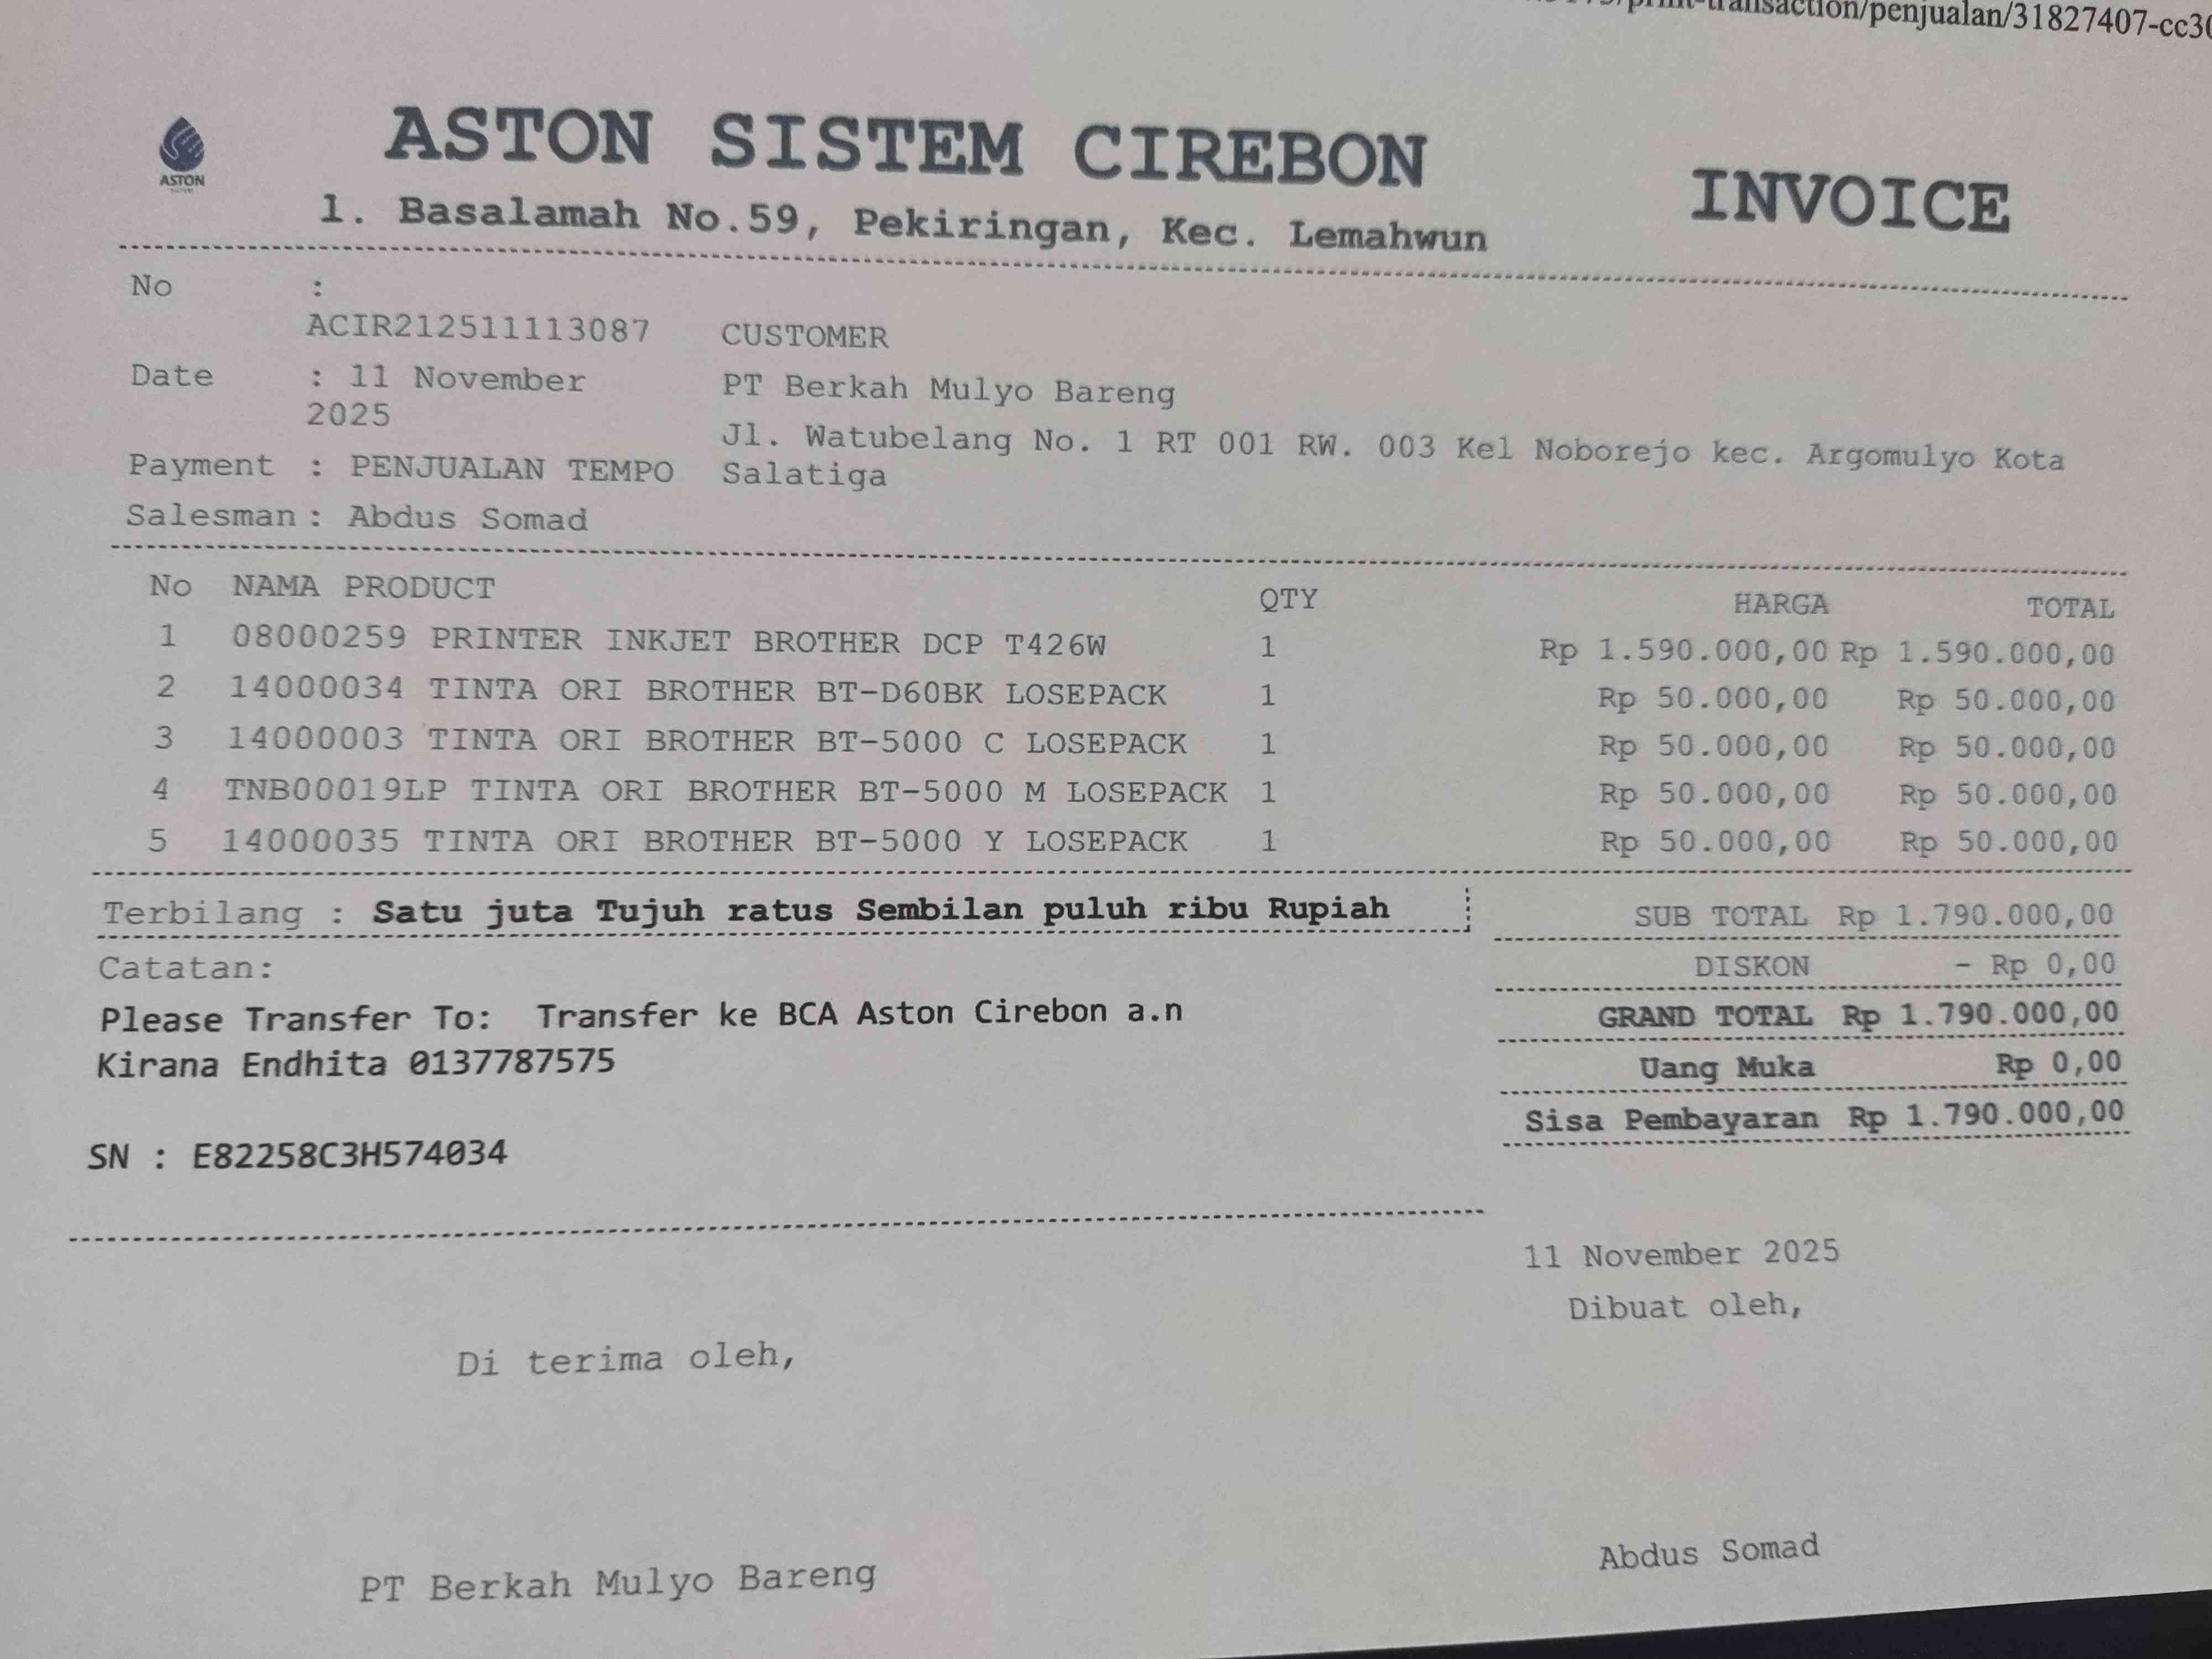 print-transaction/penjualan/31827407-cc30
ASTON
ASTON SISTEM CIREBON
INVOICE
l. Basalamah No.59, Pekiringan, Kec. Lemahwun
No :
ACIR212511113087
CUSTOMER
Date : 11 November
2025
PT Berkah Mulyo Bareng
Jl. Watubelang No. 1 RT 001 RW. 003 Kel Noborejo kec. Argomulyo Kota
Payment : PENJUALAN TEMPO
Salatiga
Salesman : Abdus Somad
No NAMA PRODUCT QTY HARGA TOTAL
1 08000259 PRINTER INKJET BROTHER DCP T426W 1 Rp 1.590.000,00 Rp 1.590.000,00
2 14000034 TINTA ORI BROTHER BT-D60BK LOSEPACK 1 Rp 50.000,00 Rp 50.000,00
3 14000003 TINTA ORI BROTHER BT-5000 C LOSEPACK 1 Rp 50.000,00 Rp 50.000,00
4 TNB00019LP TINTA ORI BROTHER BT-5000 M LOSEPACK 1 Rp 50.000,00 Rp 50.000,00
5 14000035 TINTA ORI BROTHER BT-5000 Y LOSEPACK 1 Rp 50.000,00 Rp 50.000,00
Terbilang : Satu juta Tujuh ratus Sembilan puluh ribu Rupiah
SUB TOTAL Rp 1.790.000,00
Catatan:
DISKON - Rp 0,00
Please Transfer To: Transfer ke BCA Aston Cirebon a.n
GRAND TOTAL Rp 1.790.000,00
Kirana Endhita 0137787575
Uang Muka Rp 0,00
Sisa Pembayaran Rp 1.790.000,00
SN : E82258C3H574034
11 November 2025
Dibuat oleh,
Di terima oleh,
Abdus Somad
PT Berkah Mulyo Bareng